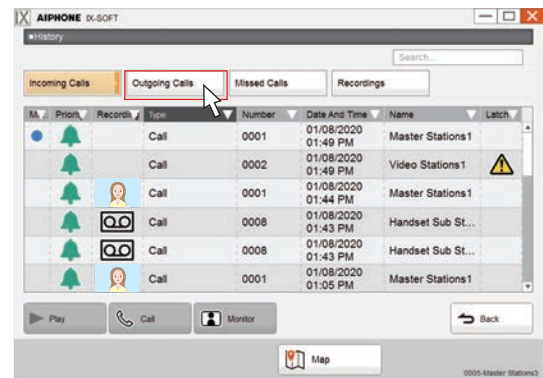 AIPHONE IX-SOFT
■History
Search...
Incoming Calls Outgoing Calls Missed Calls Recordings
M... Priority Recordin Type Number Date And Time Name Latch
Call 0001 01/08/2020 01:49 PM Master Stations1
Call 0002 01/08/2020 01:49 PM Video Stations1
Call 0001 01/08/2020 01:44 PM Master Stations1
Call 0008 01/08/2020 01:43 PM Handset Sub St...
Call 0008 01/08/2020 01:43 PM Handset Sub St...
Call 0001 01/08/2020 01:05 PM Master Stations1
Play Call Monitor Back
Map
0005-Master Stations3